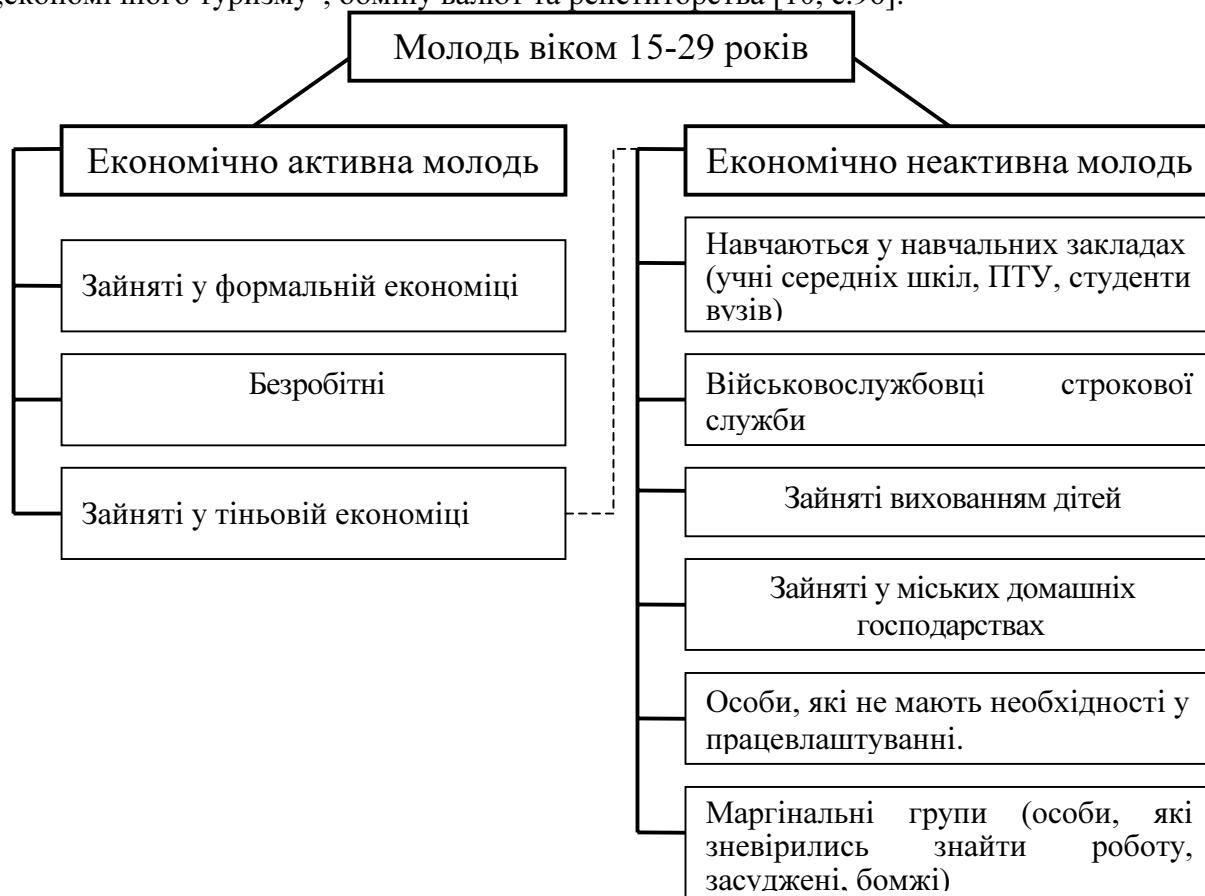 „економічного туризму", обміну валют та репетиторства [10, с.96].
Молодь віком 15-29 років
Економічно активна молодь
Зайняті у формальній економіці
Безробітні
Зайняті у тіньовій економіці
Економічно неактивна молодь
Навчаються у навчальних закладах
(учні середніх шкіл, ПТУ, студенти
вузів)
Військовослужбовці строкової
служби
Зайняті вихованням дітей
Зайняті у міських домашніх
господарствах
Особи, які не мають необхідності у
працевлаштуванні.
Маргінальні групи (особи, які
зневірились знайти роботу,
засуджені, бомжі)